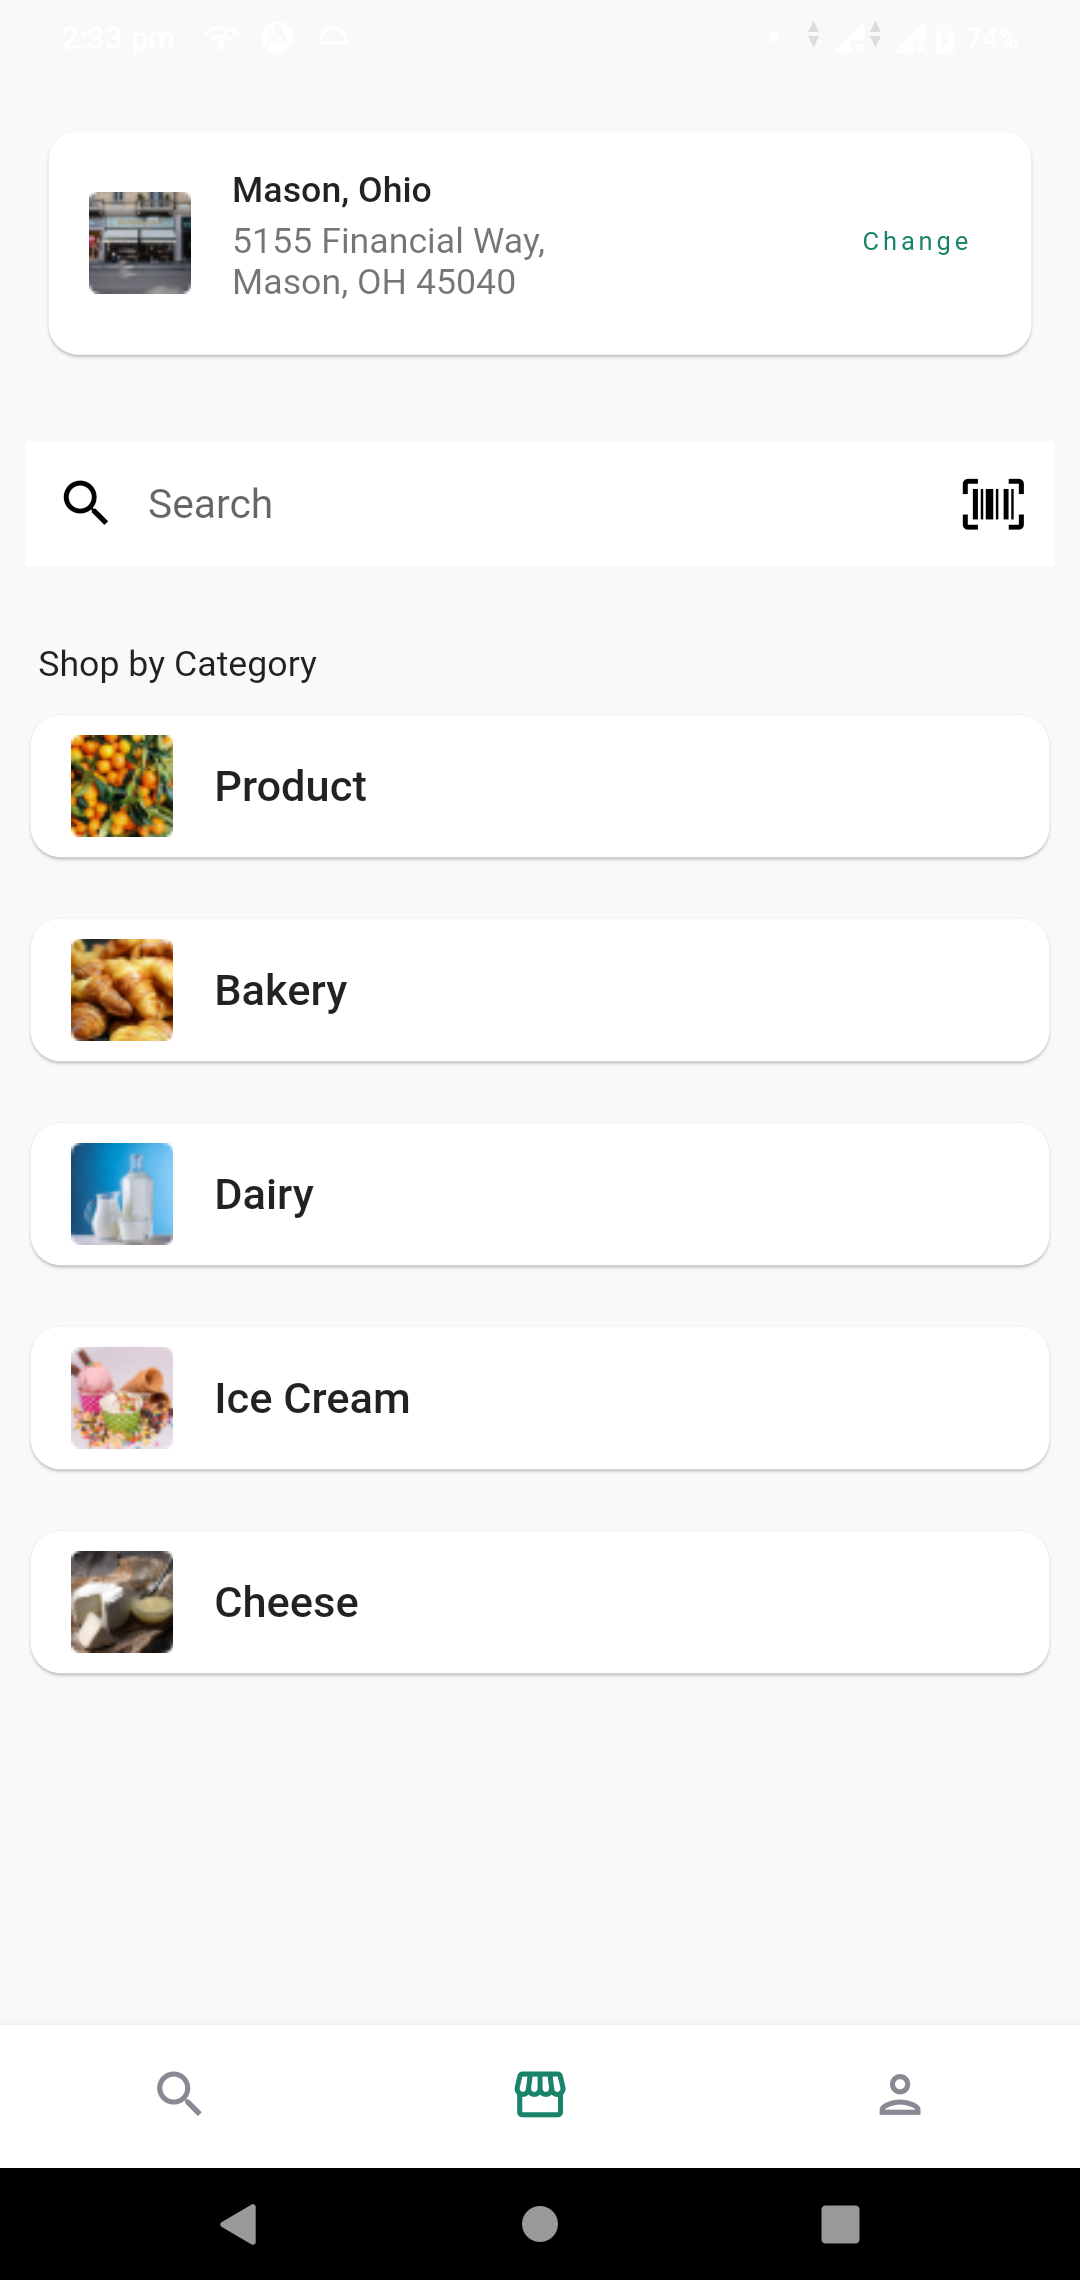 2:33 pm
74%
Mason, Ohio
5155 Financial Way,
Mason, OH 45040
Change
Search
Shop by Category
Product
Bakery
Dairy
Ice Cream
Cheese